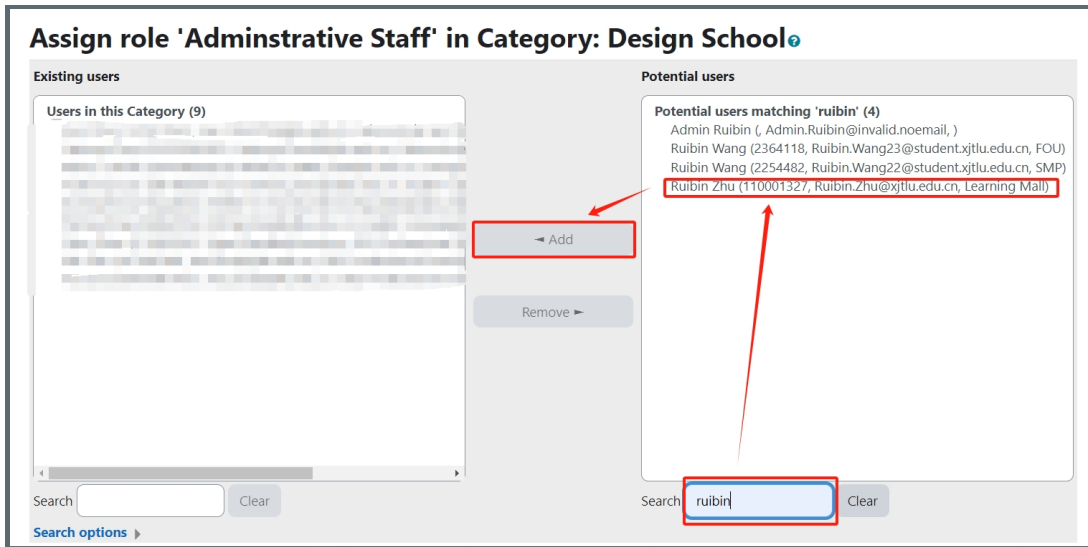 Assign role 'Adminstrative Staff' in Category: Design School
Existing users
Potential users
Users in this Category (9)
Potential users matching 'ruibin' (4)
Admin Ruibin (, Admin.Ruibin@invalid.noemail, )
Ruibin Wang (2364118, Ruibin.Wang23@student.xjtlu.edu.cn, FOU)
Ruibin Wang (2254482, Ruibin.Wang22@student.xjtlu.edu.cn, SMP)
Ruibin Zhu (110001327, Ruibin.Zhu@xjtlu.edu.cn, Learning Mall)
◄ Add
Remove ►
Search
Clear
Search ruibin
Clear
Search options